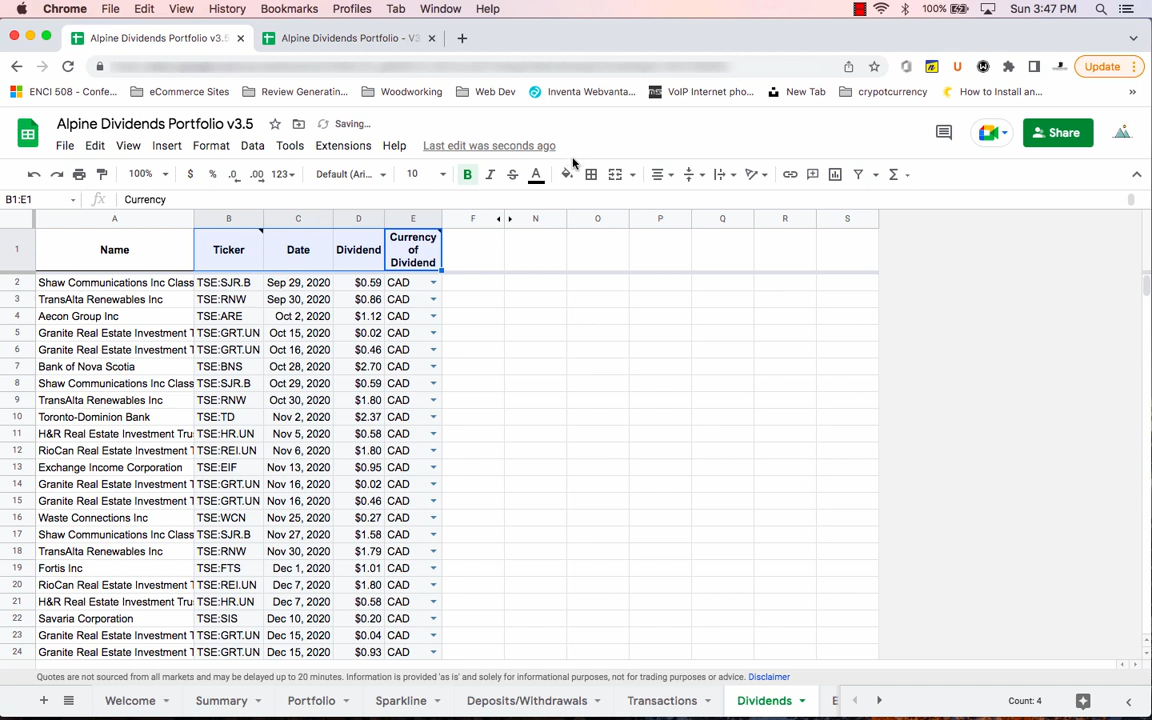 Chrome File Edit View History Bookmarks Profiles Tab Window Help 100% Sun 3:47 PM
Alpine Dividends Portfolio v3.5 Alpine Dividends Portfolio - V3
Update
ENCI 508 - Confe... eCommerce Sites Review Generatin... Woodworking Web Dev Inventa Webvanta... VoIP Internet pho... New Tab cryptocurrency How to Install an...
Alpine Dividends Portfolio v3.5 Saving...
File Edit View Insert Format Data Tools Extensions Help Last edit was seconds ago
Share
100% $ % .0 .00 123 Default (Ari... 10 B I S A
B1:E1 fx Currency
A B C D E F N O P Q R S
1 Name Ticker Date Dividend Currency of Dividend
2 Shaw Communications Inc Class TSE:SJR.B Sep 29, 2020 $0.59 CAD
3 TransAlta Renewables Inc TSE:RNW Sep 30, 2020 $0.86 CAD
4 Aecon Group Inc TSE:ARE Oct 2, 2020 $1.12 CAD
5 Granite Real Estate Investment T TSE:GRT.UN Oct 15, 2020 $0.02 CAD
6 Granite Real Estate Investment T TSE:GRT.UN Oct 16, 2020 $0.46 CAD
7 Bank of Nova Scotia TSE:BNS Oct 28, 2020 $2.70 CAD
8 Shaw Communications Inc Class TSE:SJR.B Oct 29, 2020 $0.59 CAD
9 TransAlta Renewables Inc TSE:RNW Oct 30, 2020 $1.80 CAD
10 Toronto-Dominion Bank TSE:TD Nov 2, 2020 $2.37 CAD
11 H&R Real Estate Investment Tru TSE:HR.UN Nov 5, 2020 $0.58 CAD
12 RioCan Real Estate Investment T TSE:REI.UN Nov 6, 2020 $1.80 CAD
13 Exchange Income Corporation TSE:EIF Nov 13, 2020 $0.95 CAD
14 Granite Real Estate Investment T TSE:GRT.UN Nov 16, 2020 $0.02 CAD
15 Granite Real Estate Investment T TSE:GRT.UN Nov 16, 2020 $0.46 CAD
16 Waste Connections Inc TSE:WCN Nov 25, 2020 $0.27 CAD
17 Shaw Communications Inc Class TSE:SJR.B Nov 27, 2020 $1.58 CAD
18 TransAlta Renewables Inc TSE:RNW Nov 30, 2020 $1.79 CAD
19 Fortis Inc TSE:FTS Dec 1, 2020 $1.01 CAD
20 RioCan Real Estate Investment T TSE:REI.UN Dec 7, 2020 $1.80 CAD
21 H&R Real Estate Investment Tru TSE:HR.UN Dec 7, 2020 $0.58 CAD
22 Savaria Corporation TSE:SIS Dec 10, 2020 $0.20 CAD
23 Granite Real Estate Investment T TSE:GRT.UN Dec 15, 2020 $0.04 CAD
24 Granite Real Estate Investment T TSE:GRT.UN Dec 15, 2020 $0.93 CAD
Quotes are not sourced from all markets and may be delayed up to 20 minutes. Information is provided 'as is' and solely for informational purposes, not for trading purposes or advice. Disclaimer
Welcome Summary Portfolio Sparkline Deposits/Withdrawals Transactions Dividends E Count: 4